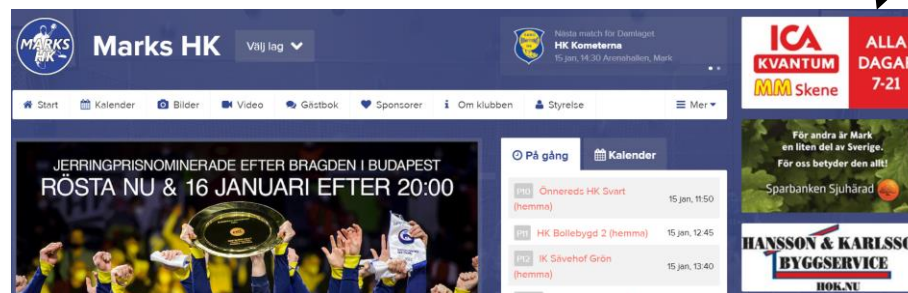 MARKS
HK
Marks HK
Välj lag
Nästa match för Damlaget
HK Kometerna
15 jan, 14:30 Arenahallen, Mark
Start Kalender Bilder Video Gästbok Sponsorer Om klubben Styrelse Mer
JERRINGPRISNOMINERADE EFTER BRAGDEN I BUDAPEST
RÖSTA NU & 16 JANUARI EFTER 20:00
På gång Kalender
P10 Önnereds HK Svart
(hemma)
15 jan, 11:50
P11 HK Bollebygd 2 (hemma) 15 jan, 12:45
P12 IK Sävehof Grön
(hemma)
15 jan, 13:40
ICA
KVANTUM
MM Skene
ALLA
DAGAR
7-21
För andra är Mark
en liten del av Sverige.
För oss betyder den allt!
Sparbanken Sjuhärad
HANSSON & KARLSSO
BYGGSERVICE
HOK.NU